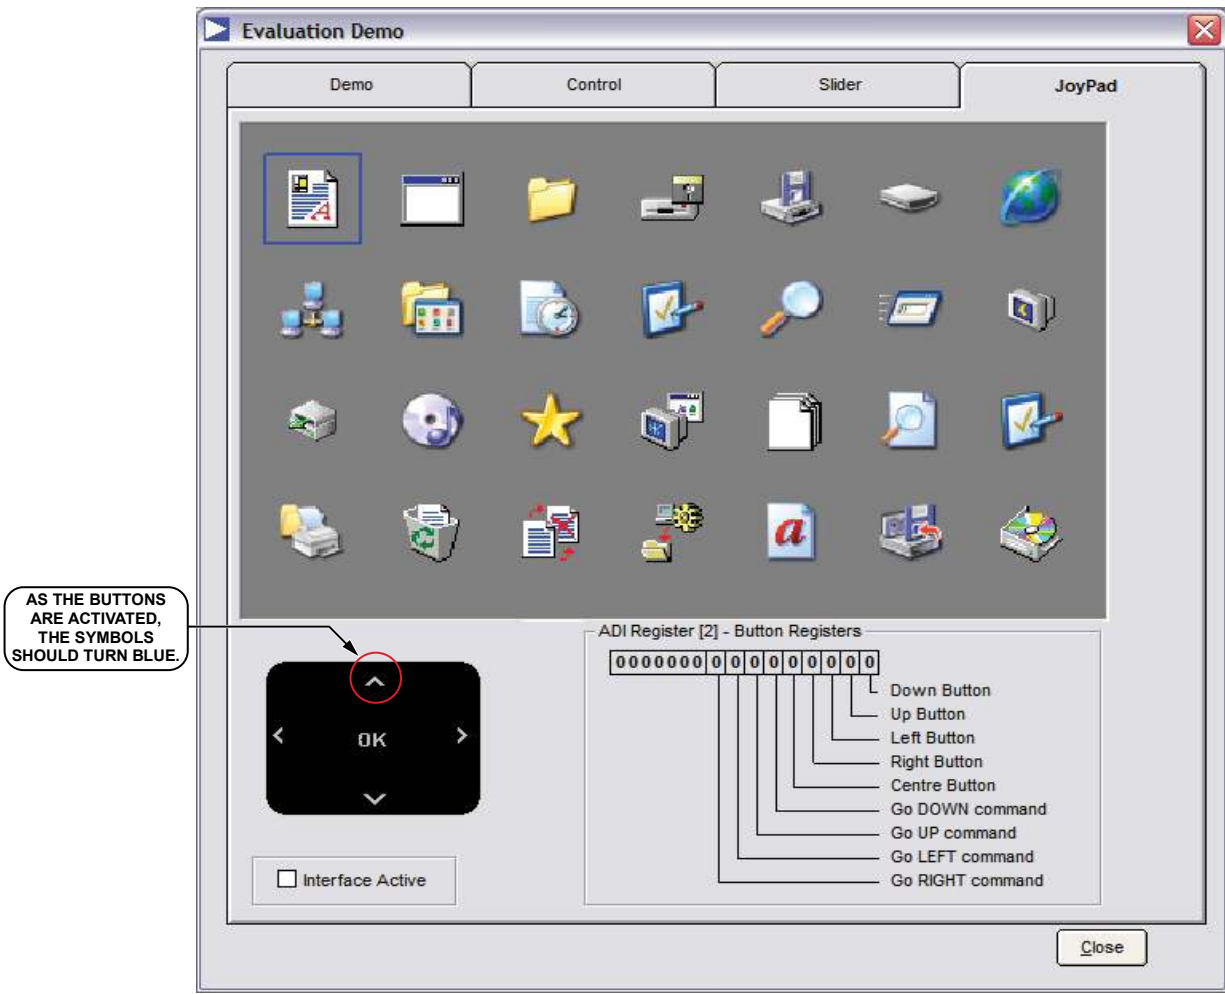 Evaluation Demo
Demo
Control
Slider
JoyPad
AS THE BUTTONS
ARE ACTIVATED,
THE SYMBOLS
SHOULD TURN BLUE.
OK
Interface Active
ADI Register [2] - Button Registers
0000000 0 0 0 0 0 0 0 0 0
Down Button
Up Button
Left Button
Right Button
Centre Button
Go DOWN command
Go UP command
Go LEFT command
Go RIGHT command
Close